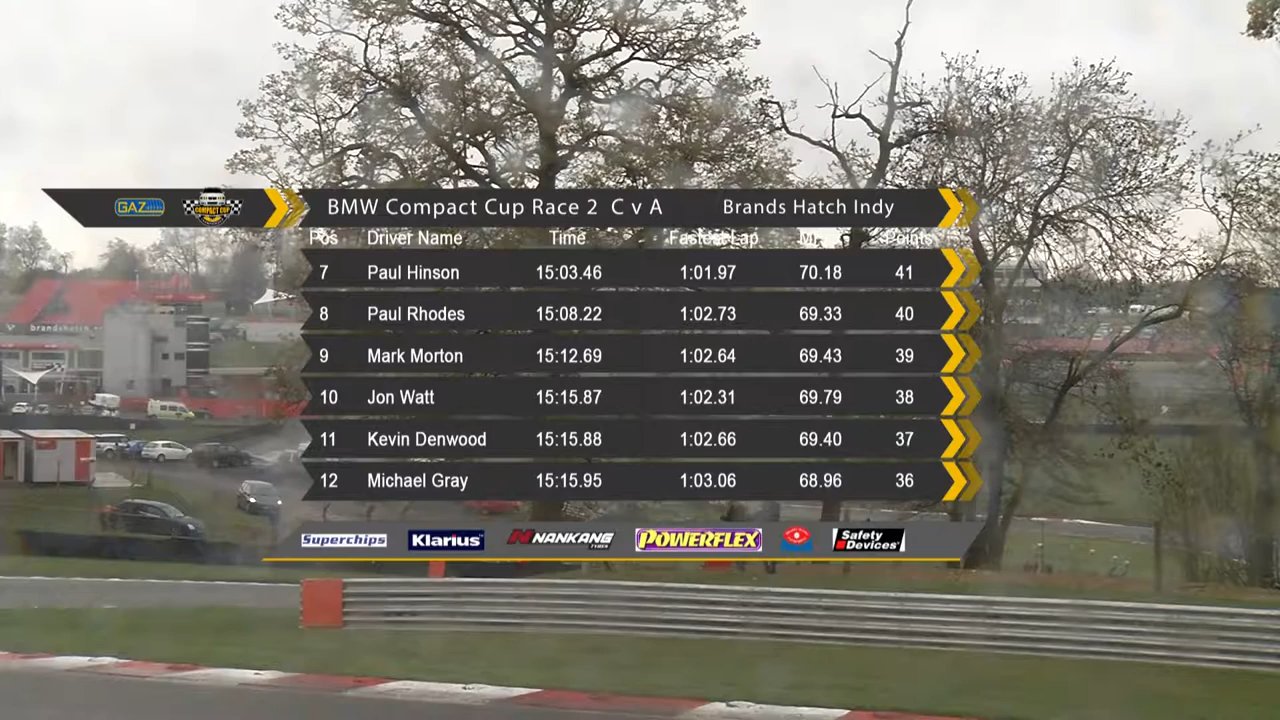 GAZ COMPACT CUP BMW Compact Cup Race 2 C v A Brands Hatch Indy
Pos Driver Name Time Fastest Lap Points
7 Paul Hinson 15:03.46 1:01.97 70.18 41
8 Paul Rhodes 15:08.22 1:02.73 69.33 40
9 Mark Morton 15:12.69 1:02.64 69.43 39
10 Jon Watt 15:15.87 1:02.31 69.79 38
11 Kevin Denwood 15:15.88 1:02.66 69.40 37
12 Michael Gray 15:15.95 1:03.06 68.96 36
brandshatch
Superchips Klarius NANKANG TYRES POWERFLEX Safety Devices